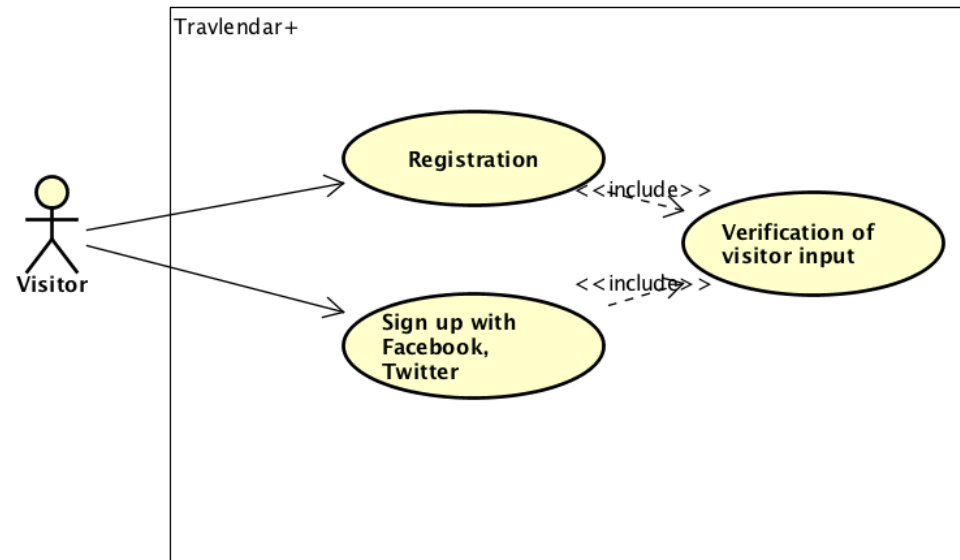 Travlendar+
Registration
<<include>>
Verification of
visitor input
Visitor
<<include>>
Sign up with
Facebook,
Twitter